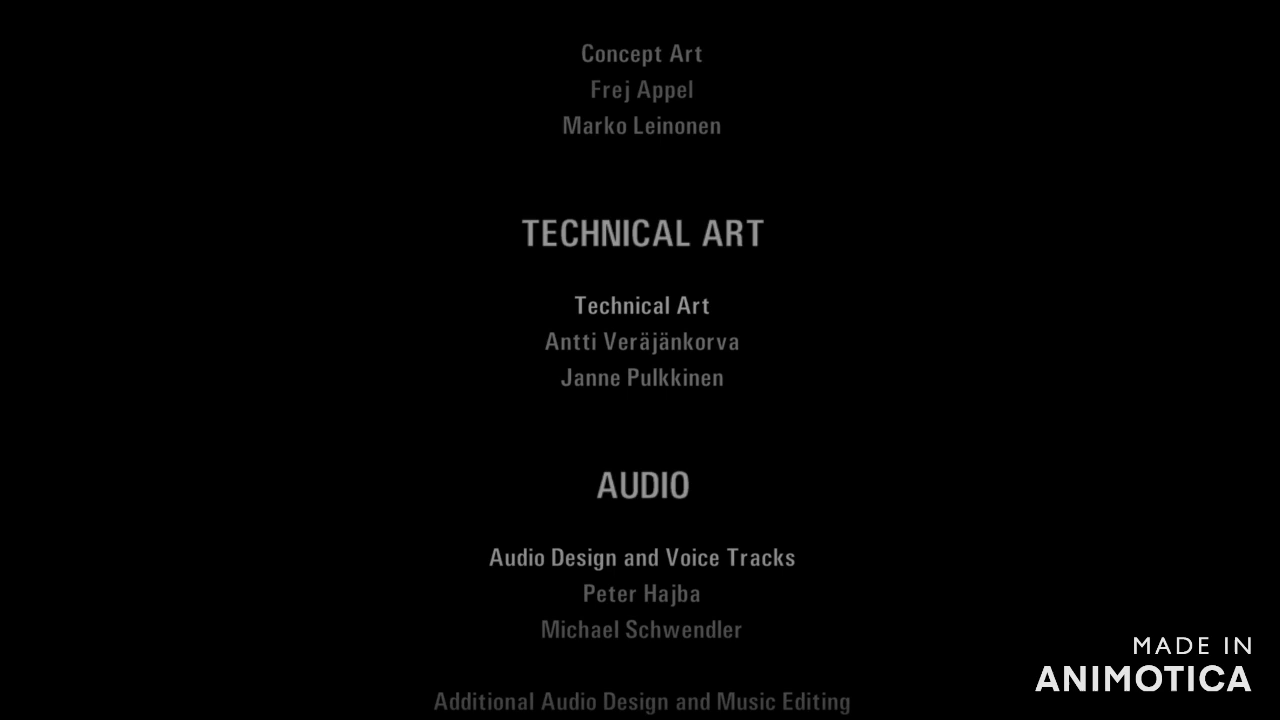 Concept Art
Frej Appel
Marko Leinonen
TECHNICAL ART
Technical Art
Antti Veräjänkorva
Janne Pulkkinen
AUDIO
Audio Design and Voice Tracks
Peter Hajba
Michael Schwendler
Additional Audio Design and Music Editing
MADE IN
ANIMOTICA